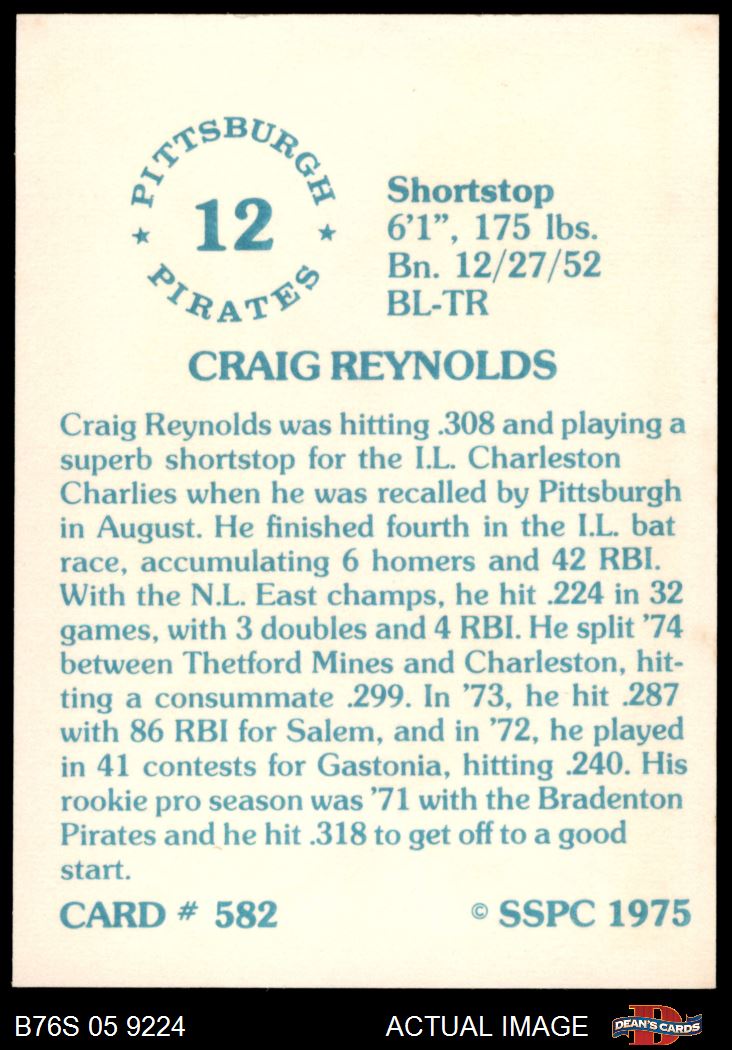 PITTSBURGH
12
PIRATES
Shortstop
6'1", 175 lbs.
Bn. 12/27/52
BL-TR
CRAIG REYNOLDS
Craig Reynolds was hitting .308 and playing a
superb shortstop for the I.L. Charleston
Charlies when he was recalled by Pittsburgh
in August. He finished fourth in the I.L. bat
race, accumulating 6 homers and 42 RBI.
With the N.L. East champs, he hit .224 in 32
games, with 3 doubles and 4 RBI. He split '74
between Thetford Mines and Charleston, hit-
ting a consummate .299. In '73, he hit .287
with 86 RBI for Salem, and in '72, he played
in 41 contests for Gastonia, hitting .240. His
rookie pro season was '71 with the Bradenton
Pirates and he hit .318 to get off to a good
start.
CARD # 582 © SSPC 1975
B76S 05 9224 ACTUAL IMAGE D DEAN'S CARDS